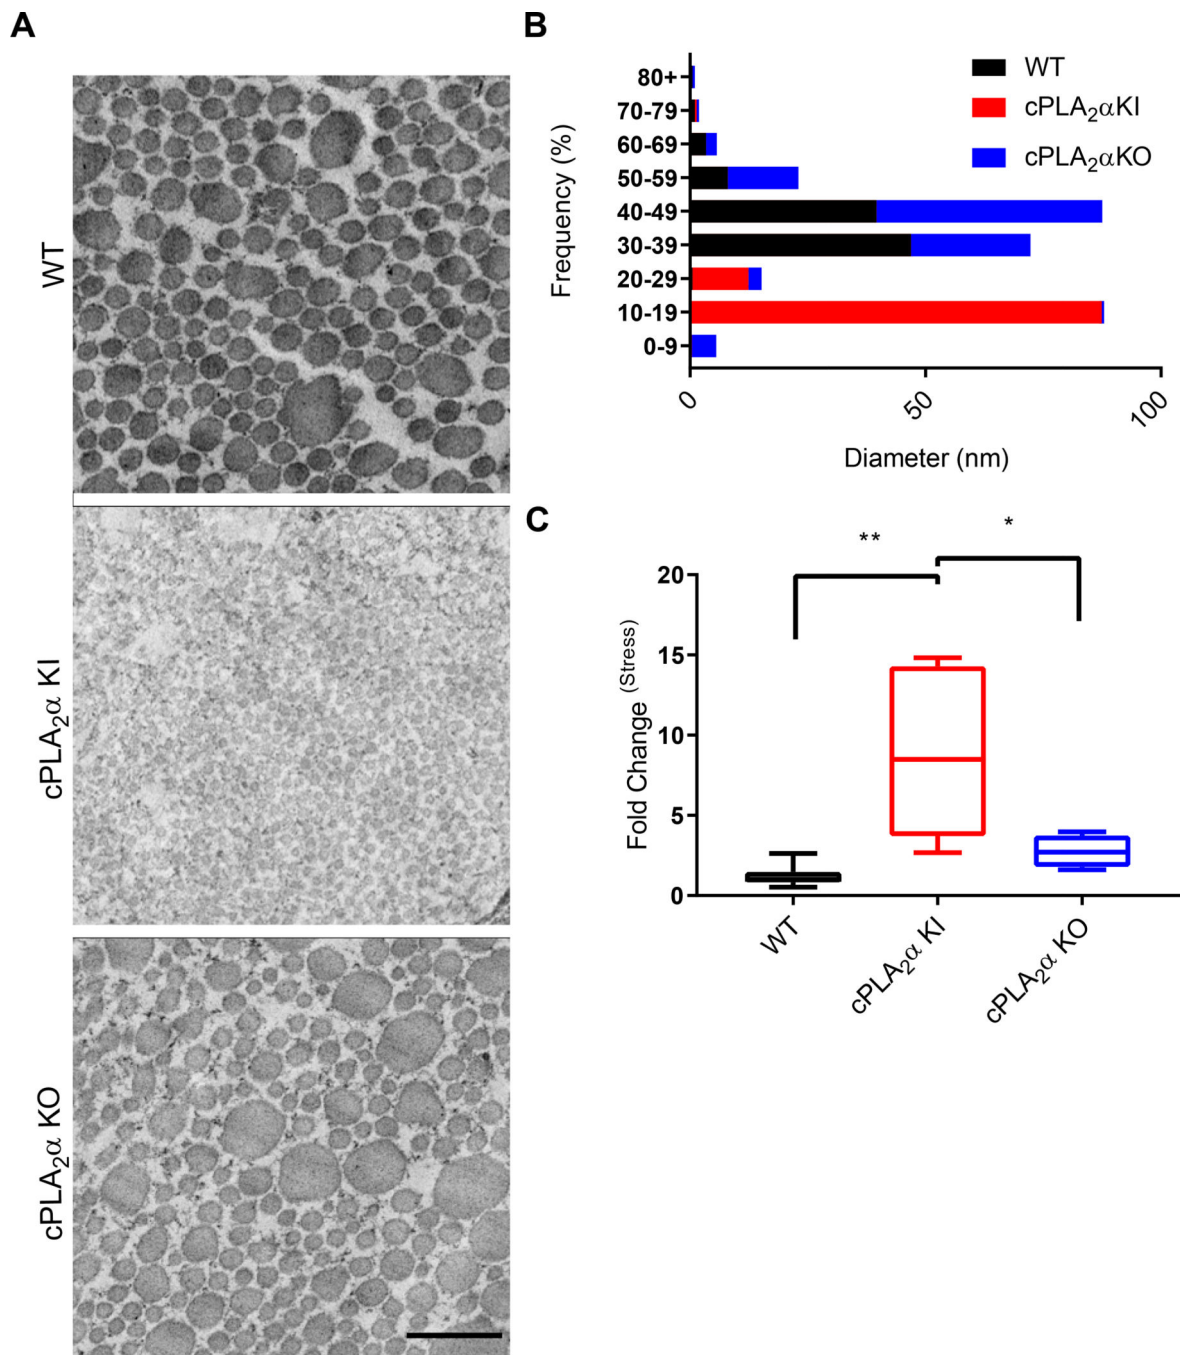 A
WT
cPLA₂α KI
cPLA₂α KO
B
WT
cPLA₂αKI
cPLA₂αKO
Frequency (%)
80+
70-79
60-69
50-59
40-49
30-39
20-29
10-19
0-9
0
50
100
Diameter (nm)
C
**
*
Fold Change (Stress)
20
15
10
5
0
WT
cPLA₂α KI
cPLA₂α KO